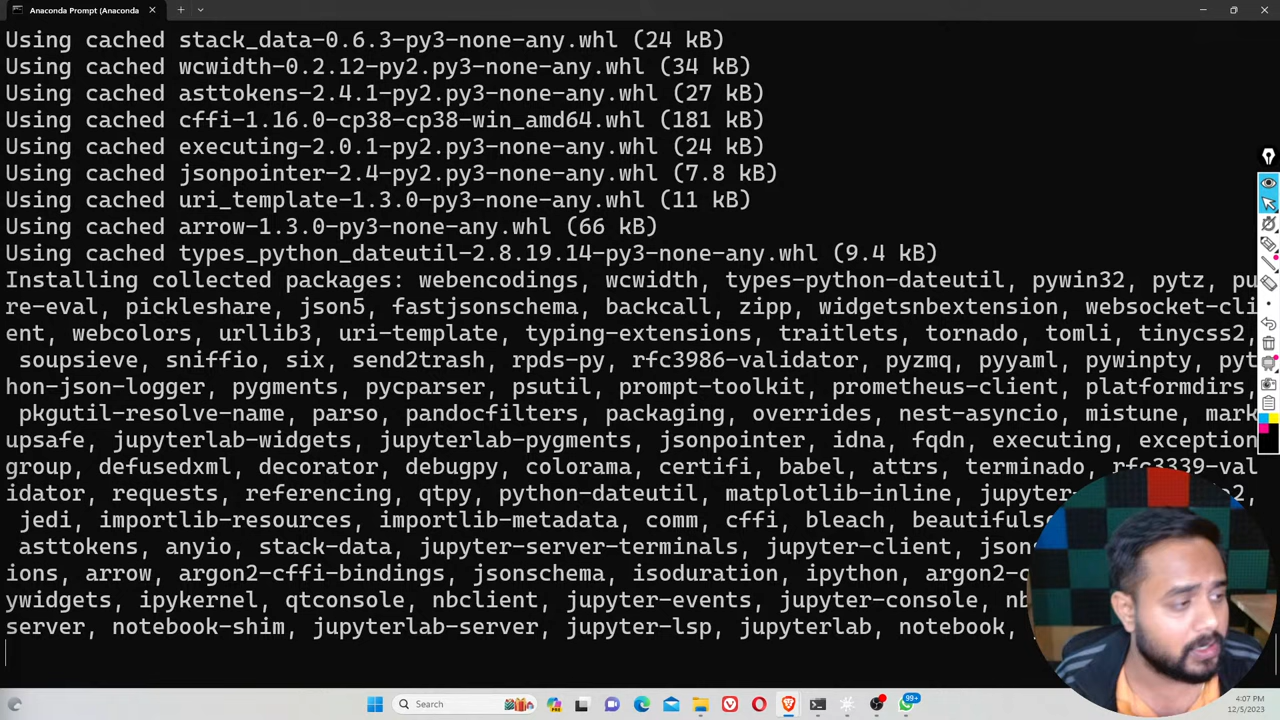 Anaconda Prompt (Anaconda
Using cached stack_data-0.6.3-py3-none-any.whl (24 kB)
Using cached wcwidth-0.2.12-py2.py3-none-any.whl (34 kB)
Using cached asttokens-2.4.1-py2.py3-none-any.whl (27 kB)
Using cached cffi-1.16.0-cp38-cp38-win_amd64.whl (181 kB)
Using cached executing-2.0.1-py2.py3-none-any.whl (24 kB)
Using cached jsonpointer-2.4-py2.py3-none-any.whl (7.8 kB)
Using cached uri_template-1.3.0-py3-none-any.whl (11 kB)
Using cached arrow-1.3.0-py3-none-any.whl (66 kB)
Using cached types_python_dateutil-2.8.19.14-py3-none-any.whl (9.4 kB)
Installing collected packages: webencodings, wcwidth, types-python-dateutil, pywin32, pytz, pu
re-eval, pickleshare, json5, fastjsonschema, backcall, zipp, widgetsnbextension, websocket-cli
ent, webcolors, urllib3, uri-template, typing-extensions, traitlets, tornado, tomli, tinycss2,
soupsieve, sniffio, six, send2trash, rpds-py, rfc3986-validator, pyzmq, pyyaml, pywinpty, pyt
hon-json-logger, pygments, pycparser, psutil, prompt-toolkit, prometheus-client, platformdirs,
pkgutil-resolve-name, parso, pandocfilters, packaging, overrides, nest-asyncio, mistune, mark
upsafe, jupyterlab-widgets, jupyterlab-pygments, jsonpointer, idna, fqdn, executing, exception
group, defusedxml, decorator, debugpy, colorama, certifi, babel, attrs, terminado, rfc3339-val
idator, requests, referencing, qtpy, python-dateutil, matplotlib-inline, jupyter-
jedi, importlib-resources, importlib-metadata, comm, cffi, bleach, beautifulso
asttokens, anyio, stack-data, jupyter-server-terminals, jupyter-client, json
ions, arrow, argon2-cffi-bindings, jsonschema, isoduration, ipython, argon2-c
ywidgets, ipykernel, qtconsole, nbclient, jupyter-events, jupyter-console, nb
server, notebook-shim, jupyterlab-server, jupyter-lsp, jupyterlab, notebook,
Search
99+
4:07 PM
12/5/2023